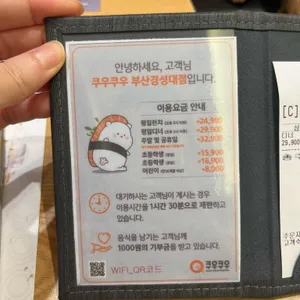 안녕하세요, 고객님
쿠우쿠우 부산경성대점입니다.
이용요금 안내
평일런치 24,900
평일디너 29,900
주말 및 공휴일 32,900
초등학생 15,900
초등학생 18,900
어린이 8,000
대기하시는 고객님이 계시는 경우
이용시간을 1시간 30분으로 제한하고
있습니다.
음식을 남기는 고객님께
1000원의 기부금을 받고 있습니다.
WIFI_QR코드
쿠우쿠우
[C]
29,900